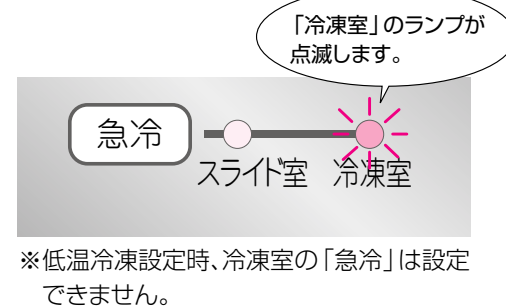 「冷凍室」のランプが
点滅します。
急冷
スライド室 冷凍室
※低温冷凍設定時、冷凍室の「急冷」は設定
できません。